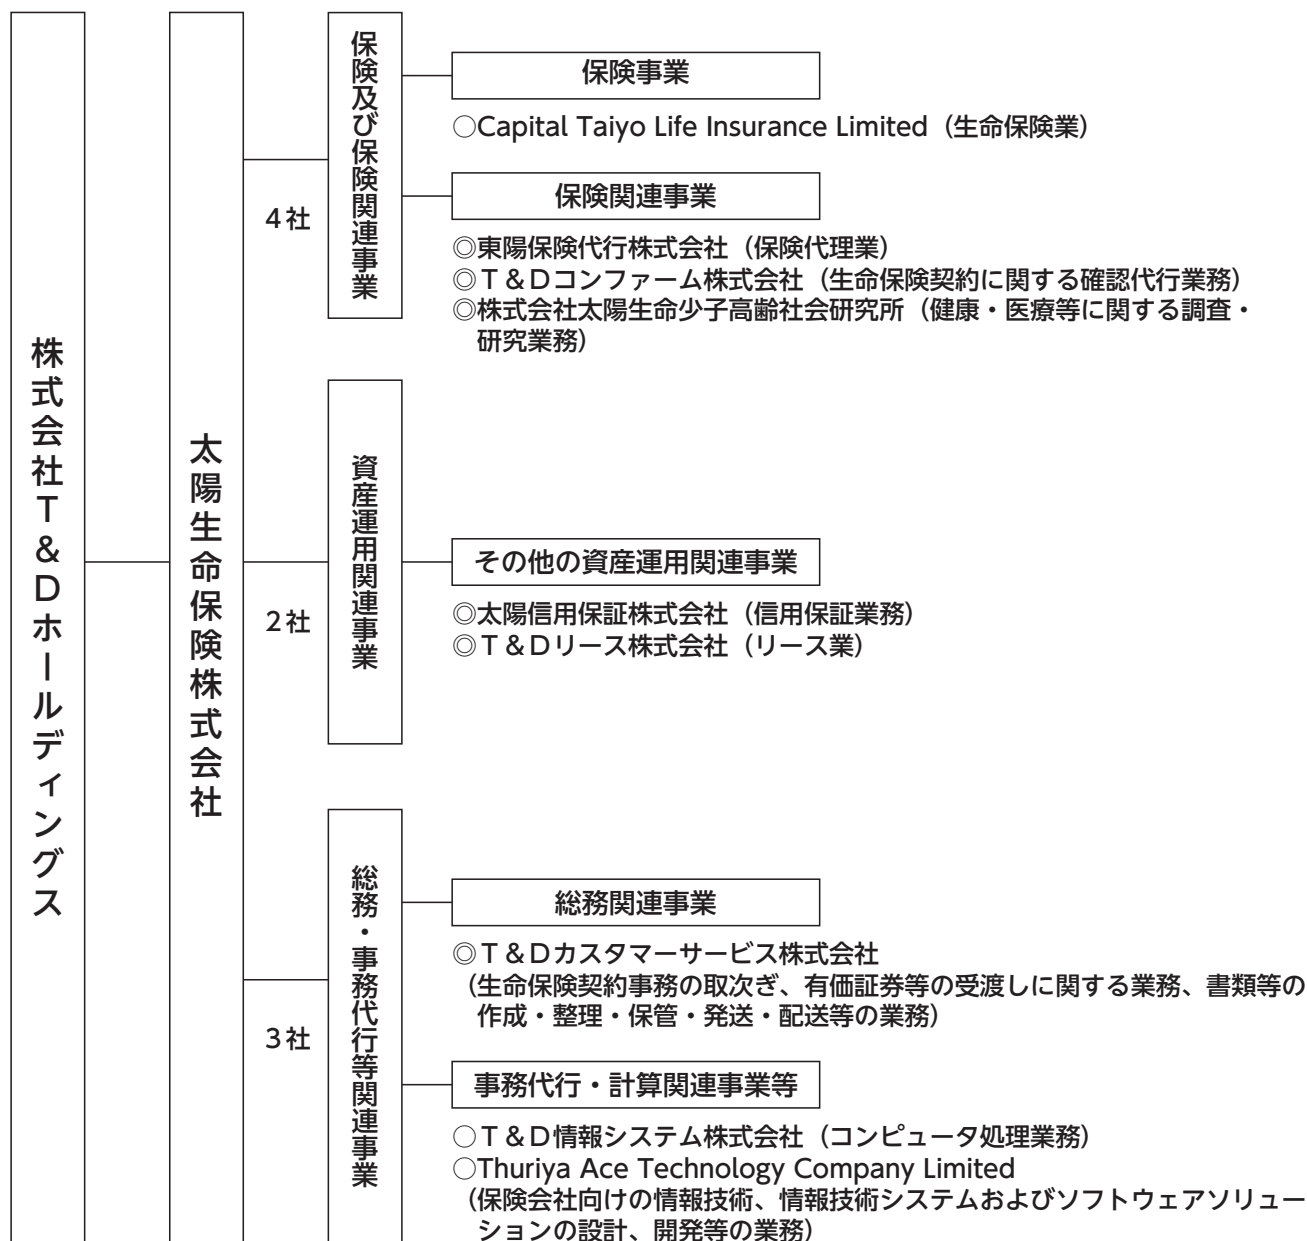 株式会社T&Dホールディングス
太陽生命保険株式会社
4社
保険及び保険関連事業
保険事業
○Capital Taiyo Life Insurance Limited（生命保険業）
保険関連事業
◎東陽保険代行株式会社（保険代理業）
◎T＆Dコンファーム株式会社（生命保険契約に関する確認代行業務）
◎株式会社太陽生命少子高齢社会研究所（健康・医療等に関する調査・
研究業務）
2社
資産運用関連事業
その他の資産運用関連事業
◎太陽信用保証株式会社（信用保証業務）
◎T＆Dリース株式会社（リース業）
3社
総務・事務代行等関連事業
総務関連事業
◎T＆Dカスタマーサービス株式会社
（生命保険契約事務の取次ぎ、有価証券等の受渡しに関する業務、書類等の
作成・整理・保管・発送・配送等の業務）
事務代行・計算関連事業等
○T＆D情報システム株式会社（コンピュータ処理業務）
○Thuriya Ace Technology Company Limited
（保険会社向けの情報技術、情報技術システムおよびソフトウェアソリュー
ションの設計、開発等の業務）